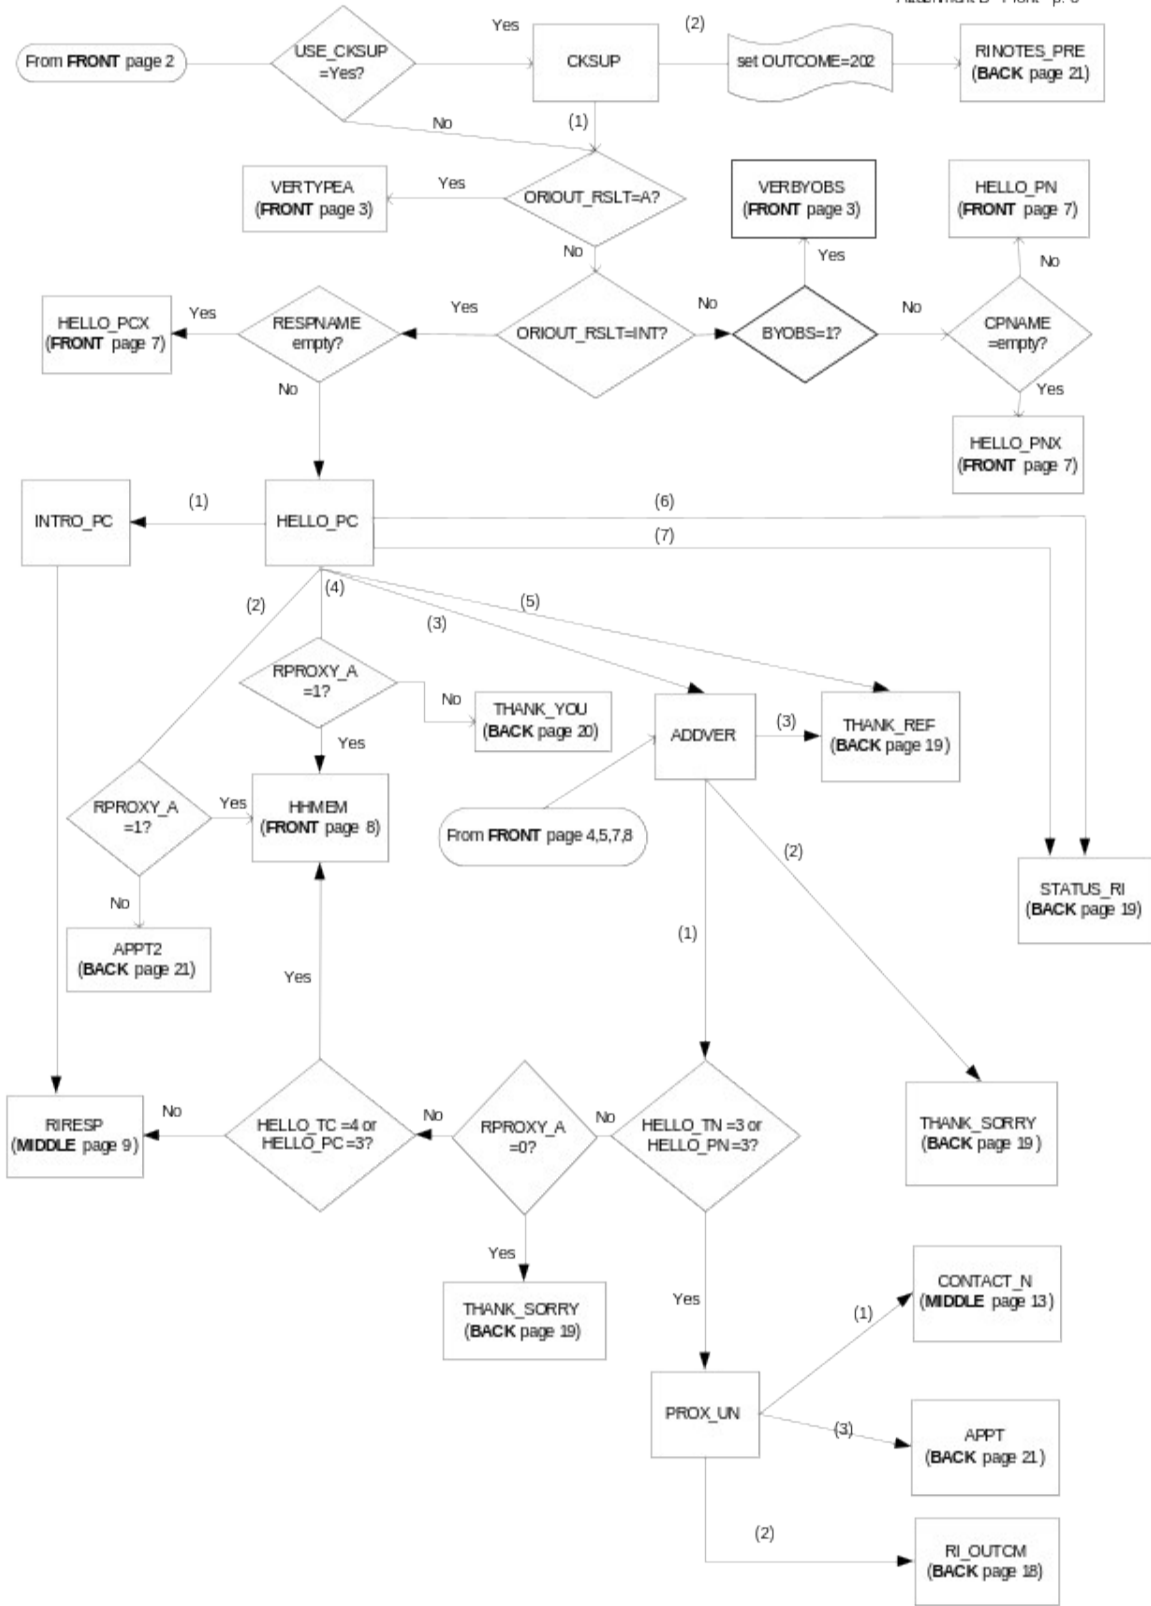 Yes
(2)
From FRONT page 2
USE_CKSUP
=Yes?
CKSUP
set OUTCOME=202
RINOTES_PRE
(BACK page 21)
No
(1)
VERTYPEA
(FRONT page 3)
Yes
ORIOUT_RSLT=A?
VERBYOBS
(FRONT page 3)
HELLO_PN
(FRONT page 7)
No
Yes
No
HELLO_PCX
(FRONT page 7)
Yes
RESPNAME
empty?
Yes
ORIOUT_RSLT=INT?
No
BYOBS=1?
No
CPNAME
=empty?
No
Yes
HELLO_PNX
(FRONT page 7)
INTRO_PC
(1)
HELLO_PC
(6)
(7)
(2)
(4)
(3)
(5)
RPROXY_A
=1?
No
THANK_YOU
(BACK page 20)
ADDVER
(3)
THANK_REF
(BACK page 19)
Yes
RPROXY_A
=1?
Yes
HHMEM
(FRONT page 8)
From FRONT page 4,5,7,8
(2)
STATUS_RI
(BACK page 19)
No
APPT2
(BACK page 21)
(1)
Yes
RIRESP
(MIDDLE page 9)
No
HELLO_TC =4 or
HELLO_PC =3?
No
RPROXY_A
=0?
No
HELLO_TN =3 or
HELLO_PN =3?
THANK_SORRY
(BACK page 19 )
Yes
THANK_SORRY
(BACK page 19)
Yes
CONTACT_N
(MIDDLE page 13 )
(1)
PROX_UN
(3)
APPT
(BACK page 21 )
(2)
RI_OUTCM
(BACK page 18)